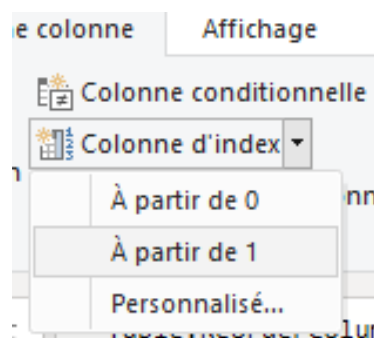 colonne Affichage
Colonne conditionnelle
Colonne d'index
À partir de 0
À partir de 1
Personnalisé...